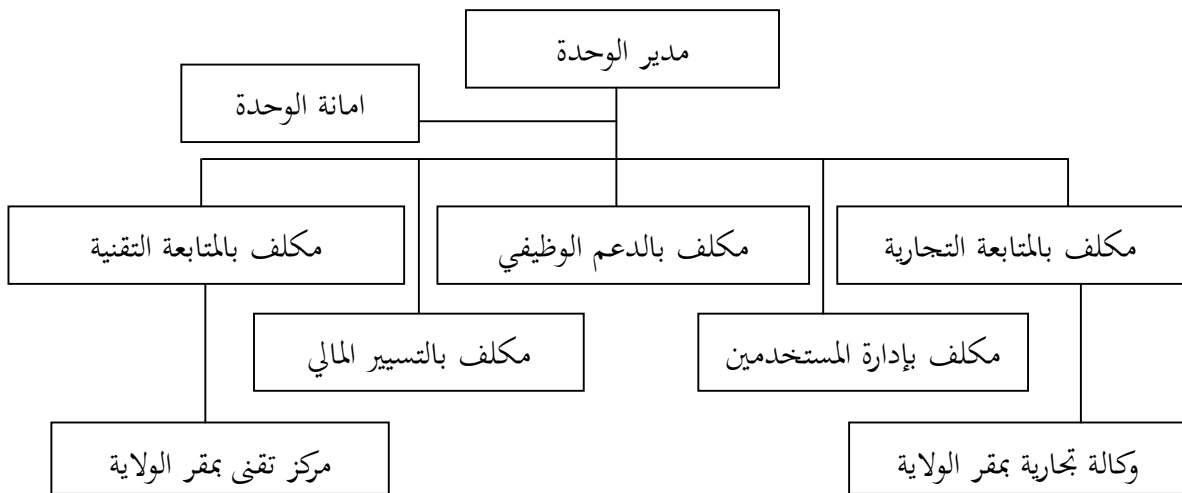 مدير الوحدة
امانة الوحدة
مكلف بالمتابعة التجارية
مكلف بالدعم الوظيفي
مكلف بالمتابعة التقنية
مكلف بإدارة المستخدمين
مكلف بالتسيير المالي
وكالة تجارية بمقر الولاية
مركز تقنى بمقر الولاية